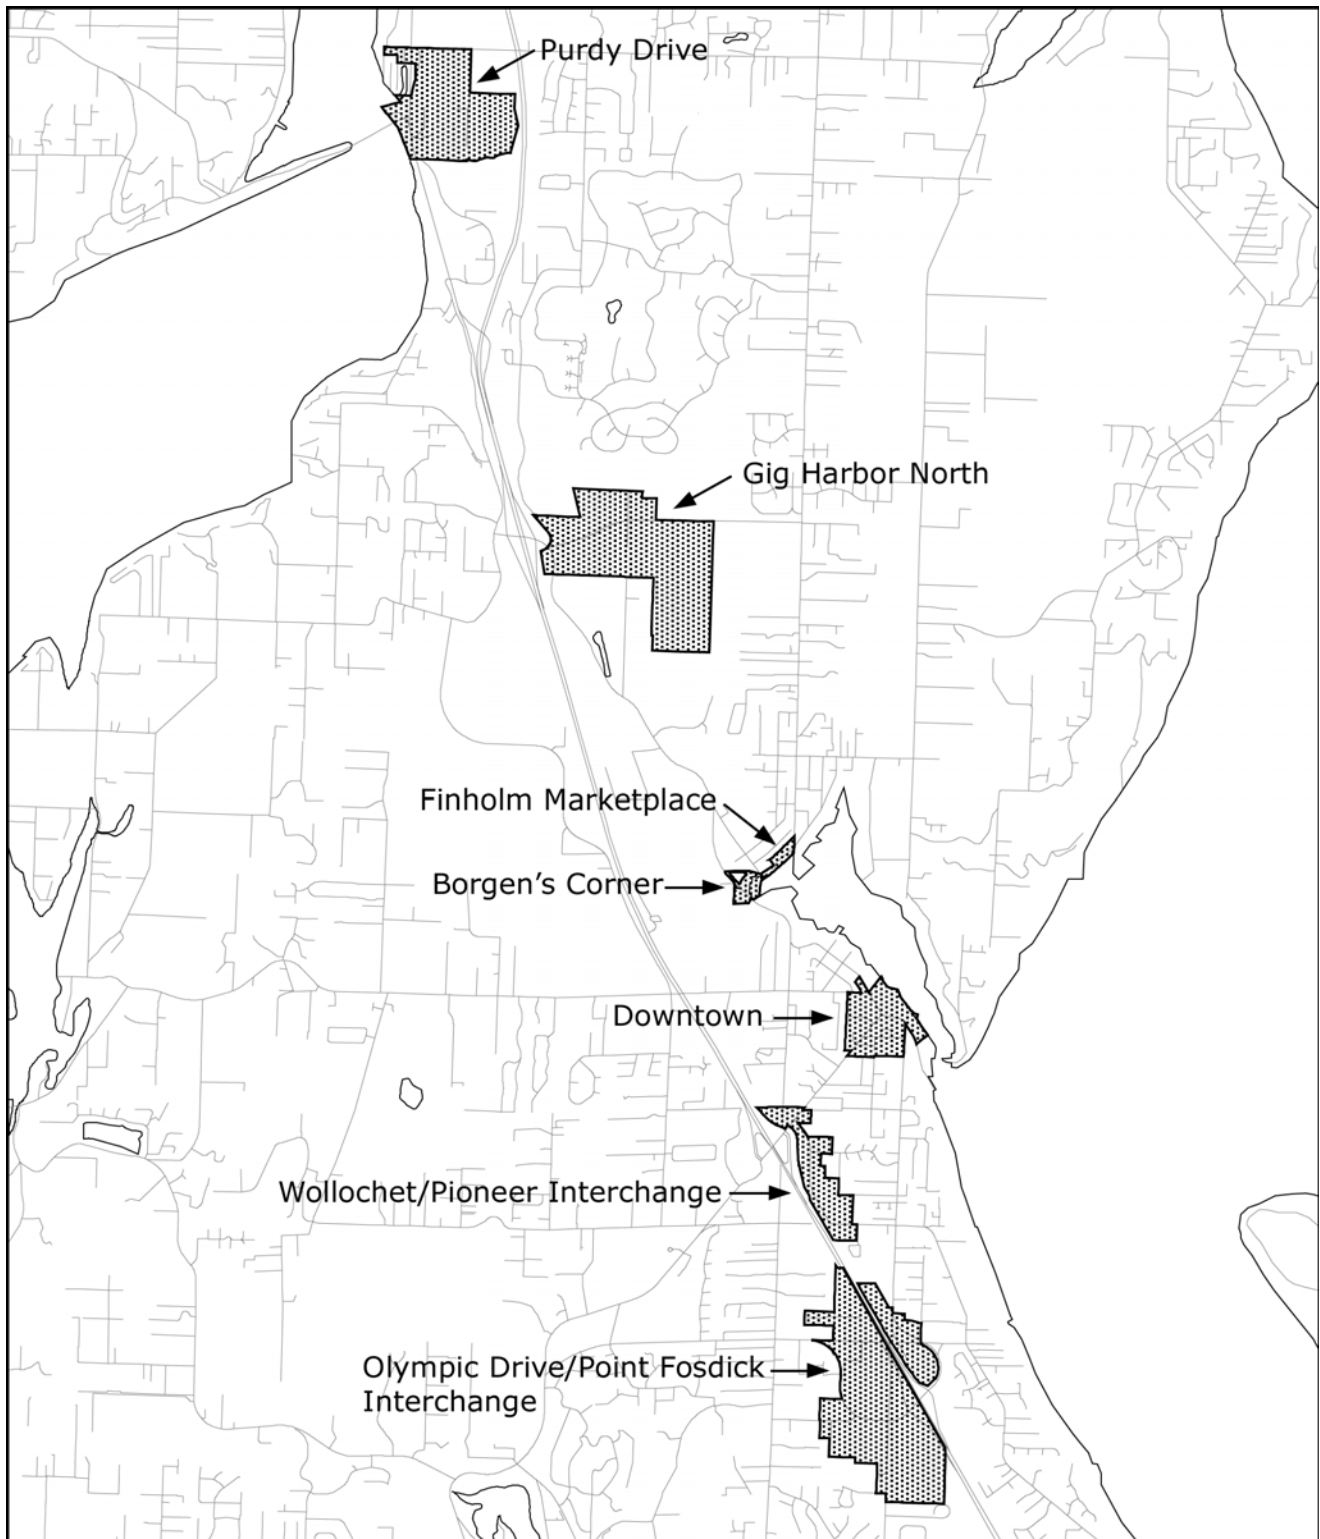 Purdy Drive
Gig Harbor North
Finholm Marketplace
Borgen's Corner
Downtown
Wollochet/Pioneer Interchange
Olympic Drive/Point Fosdick
Interchange